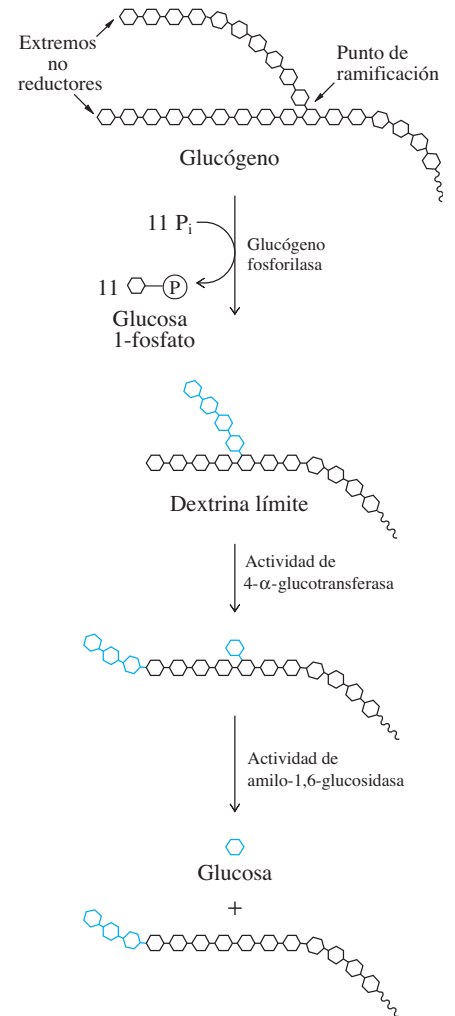 Extremos
no
reductores
Punto de
ramificación
Glucógeno
11 Pi
Glucógeno
fosforilasa
11 P
Glucosa
1-fosfato
Dextrina límite
Actividad de
4-α-glucotransferasa
Actividad de
amilo-1,6-glucosidasa
Glucosa
+